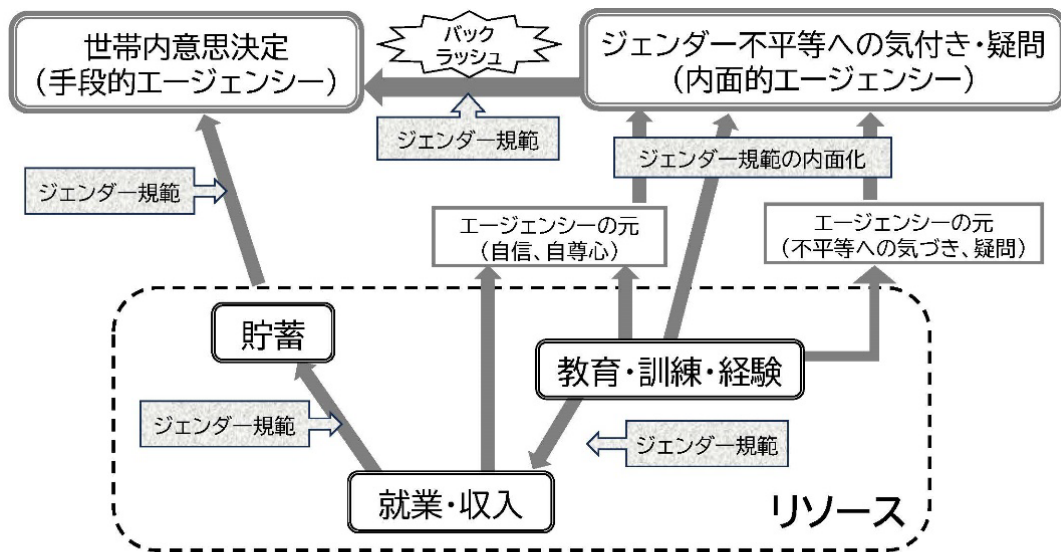 世帯内意思決定
（手段的エージェンシー）
バック
ラッシュ
ジェンダー不平等への気付き・疑問
（内面的エージェンシー）
ジェンダー規範
ジェンダー規範の内面化
ジェンダー規範
エージェンシーの元
（自信、自尊心）
エージェンシーの元
（不平等への気づき、疑問）
貯蓄
教育・訓練・経験
ジェンダー規範
ジェンダー規範
就業・収入
リソース